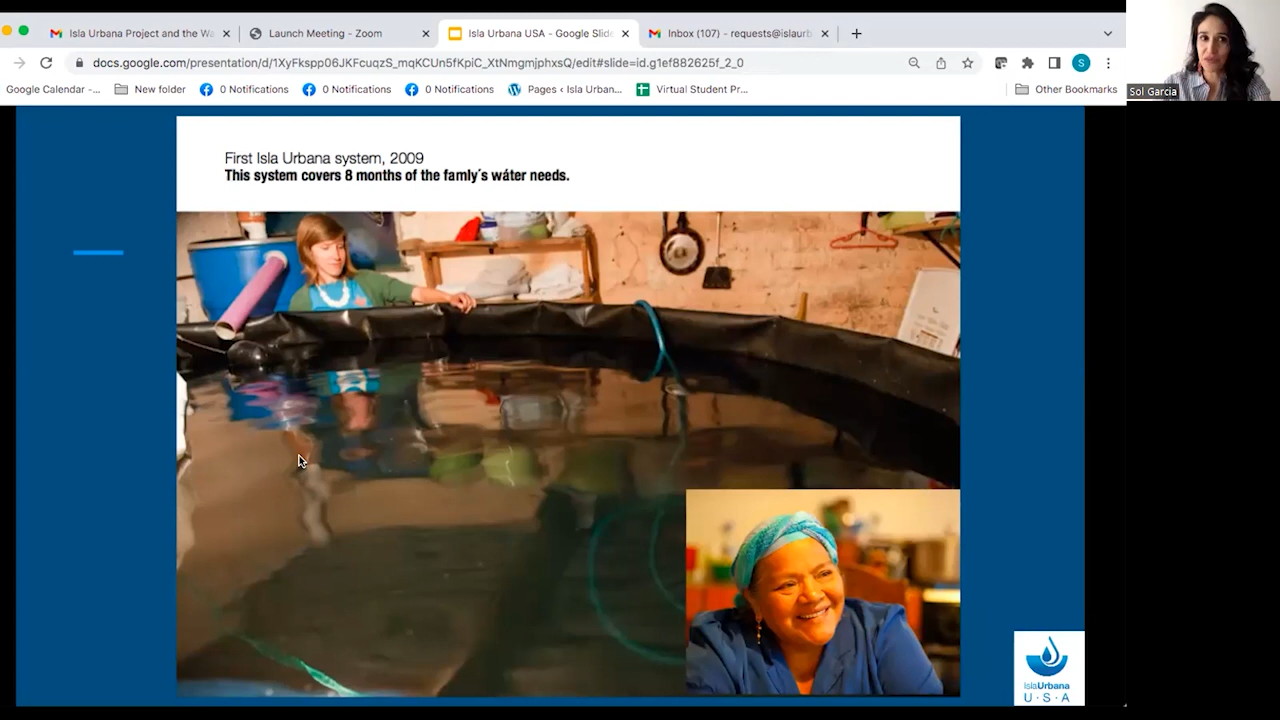 Isla Urbana Project and the Wa
Launch Meeting - Zoom
Isla Urbana USA - Google Slide
Inbox (107) - requests@islaurb
docs.google.com/presentation/d/1XyFkspp06JKFcuqzS_mqKCUn5fKpiC_XtNmgmjphxsQ/edit#slide=id.g1ef882625f_2_0
S
Google Calendar -...
New folder
0 Notifications
0 Notifications
0 Notifications
Pages ‹ Isla Urban...
Virtual Student Pr...
Other Bookmarks
Sol Garcia
First Isla Urbana system, 2009
This system covers 8 months of the famly´s wáter needs.
IslaUrbana
U·S·A